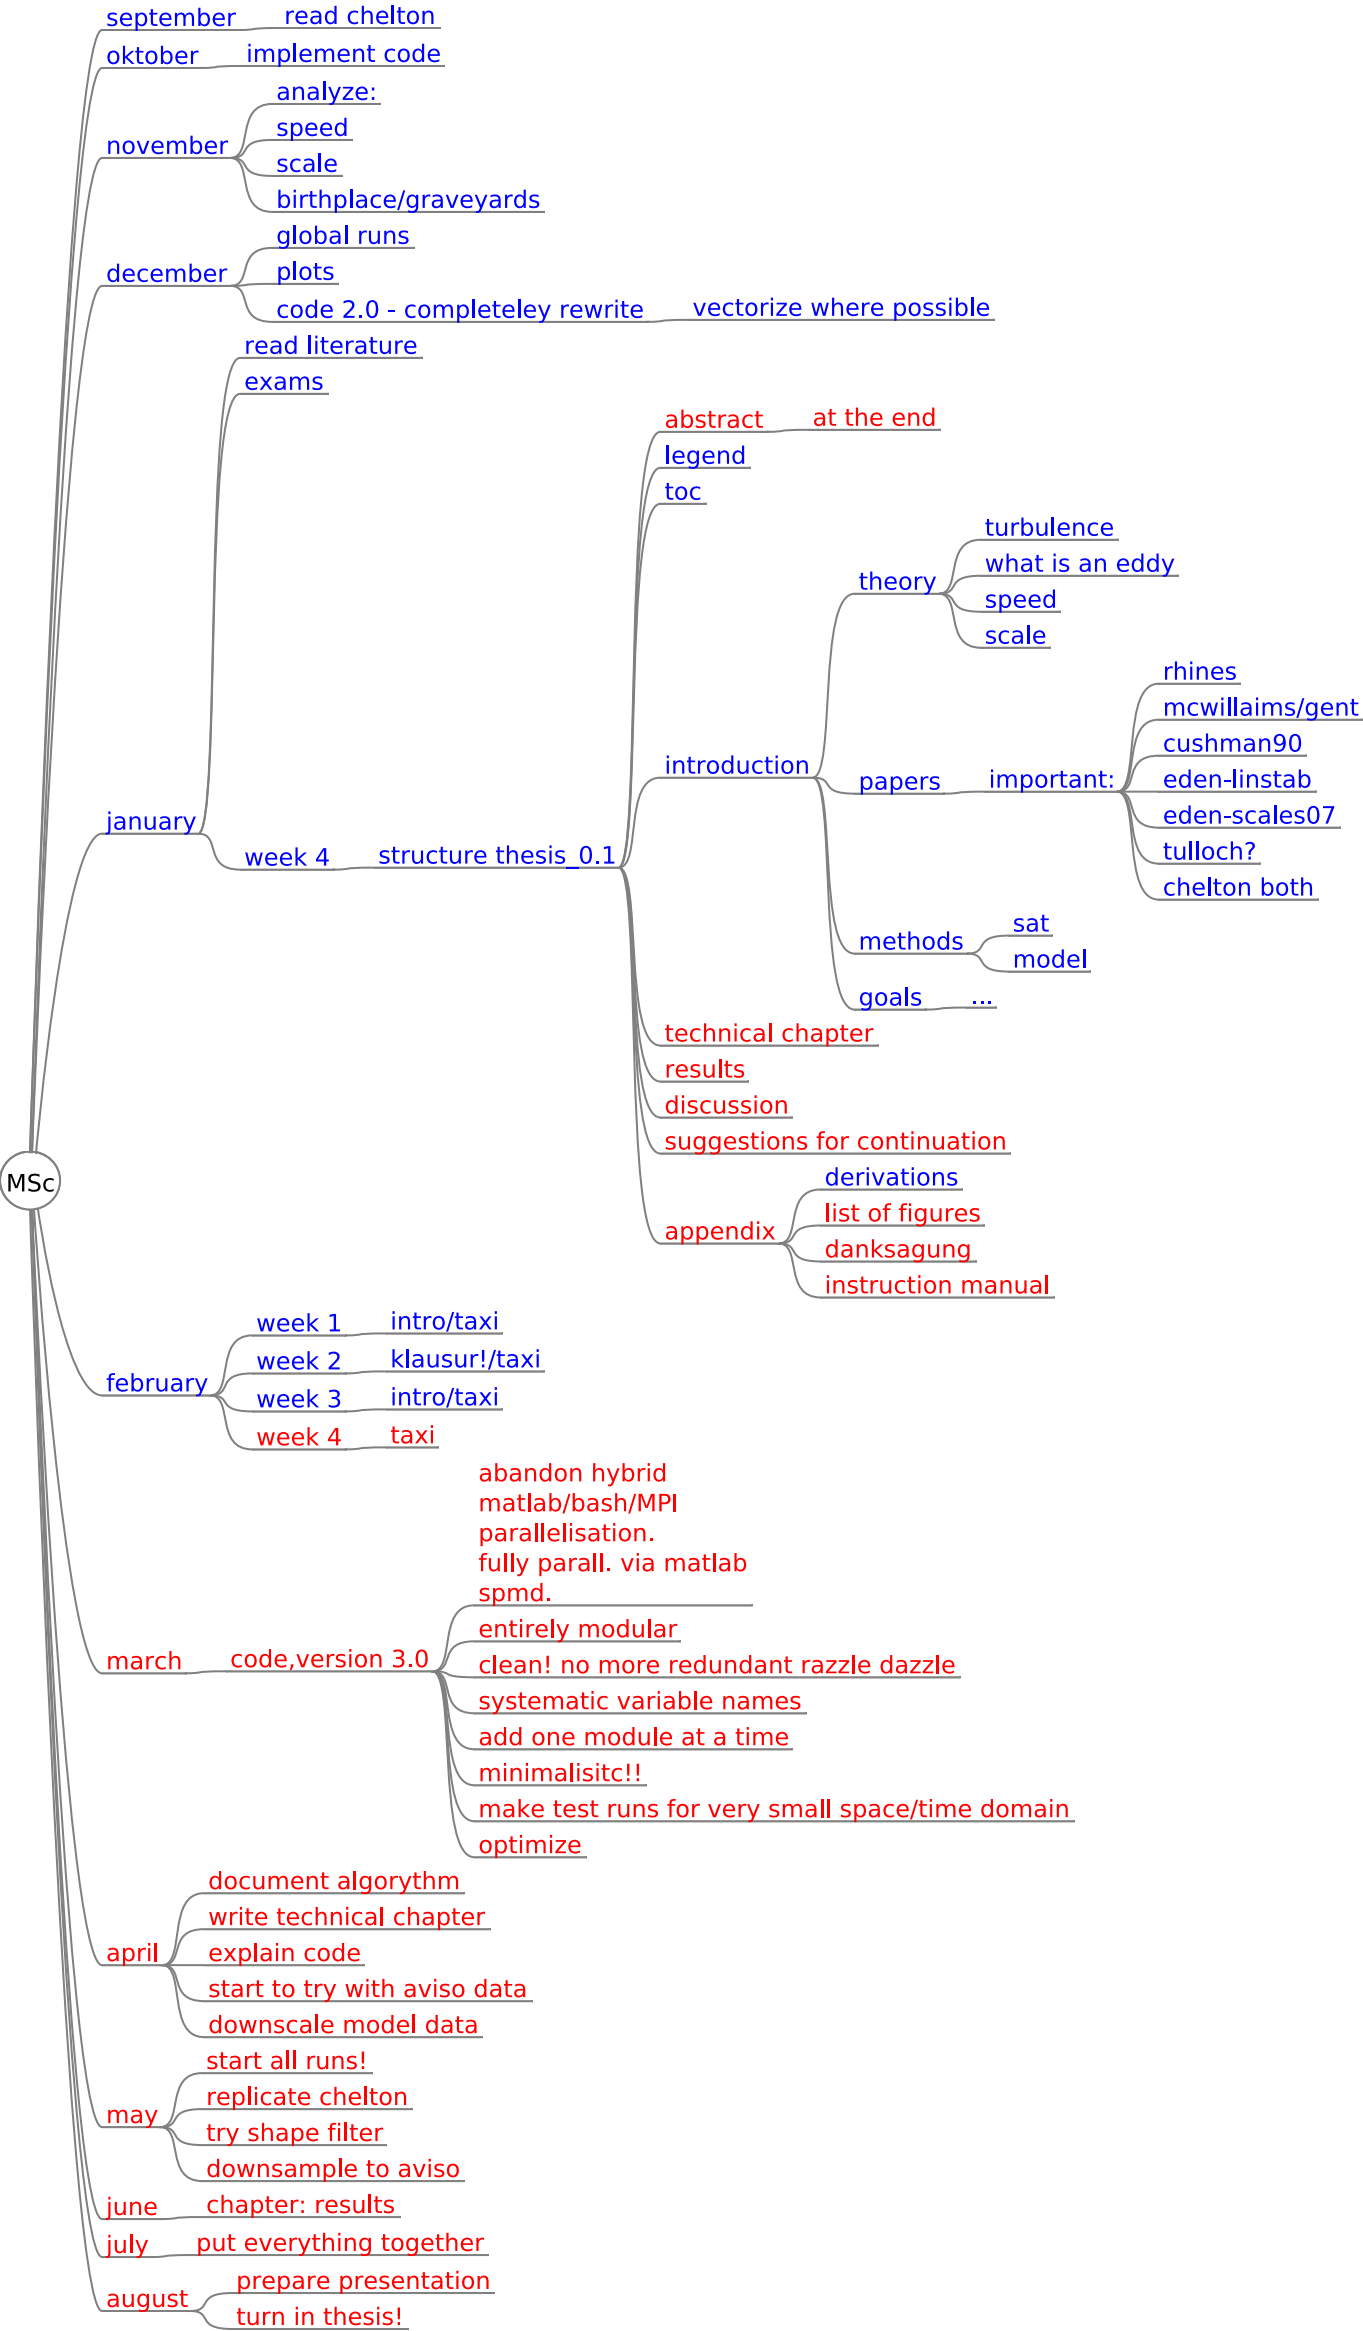 september
read chelton
oktober
implement code
november
analyze:
speed
scale
birthplace/graveyards
december
global runs
plots
code 2.0 - completeley rewrite
vectorize where possible
january
read literature
exams
week 4
structure thesis_0.1
abstract
at the end
legend
toc
introduction
theory
turbulence
what is an eddy
speed
scale
papers
important:
rhines
mcwillaims/gent
cushman90
eden-linstab
eden-scales07
tulloch?
chelton both
methods
sat
model
goals
...
technical chapter
results
discussion
suggestions for continuation
appendix
derivations
list of figures
danksagung
instruction manual
MSc
february
week 1
intro/taxi
week 2
klausur!/taxi
week 3
intro/taxi
week 4
taxi
march
code,version 3.0
abandon hybrid
matlab/bash/MPI
parallelisation.
fully parall. via matlab
spmd.
entirely modular
clean! no more redundant razzle dazzle
systematic variable names
add one module at a time
minimalisitc!!
make test runs for very small space/time domain
optimize
april
document algorythm
write technical chapter
explain code
start to try with aviso data
downscale model data
may
start all runs!
replicate chelton
try shape filter
downsample to aviso
june
chapter: results
july
put everything together
august
prepare presentation
turn in thesis!